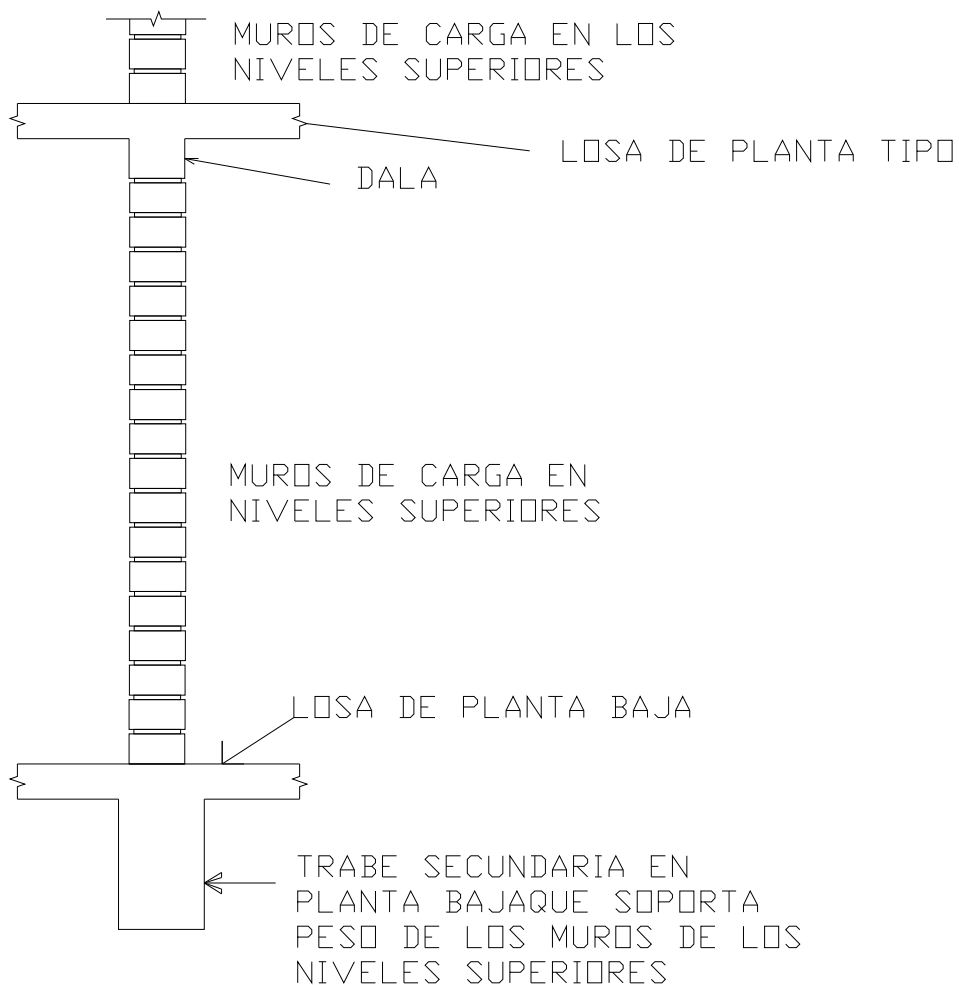 MUROS DE CARGA EN LOS
NIVELES SUPERIORES
LOSA DE PLANTA TIPO
DALA
MUROS DE CARGA EN
NIVELES SUPERIORES
LOSA DE PLANTA BAJA
TRABE SECUNDARIA EN
PLANTA BAJAQUE SOPORTA
PESO DE LOS MUROS DE LOS
NIVELES SUPERIORES